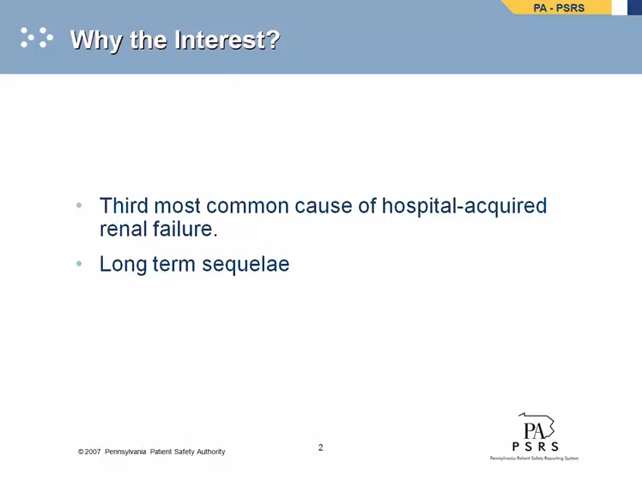 PA - PSRS
Why the Interest?
• Third most common cause of hospital-acquired
renal failure.
• Long term sequelae
©2007 Pennsylvania Patient Safety Authority
2
PA
PSRS
Pennsylvania Patient Safety Reporting System